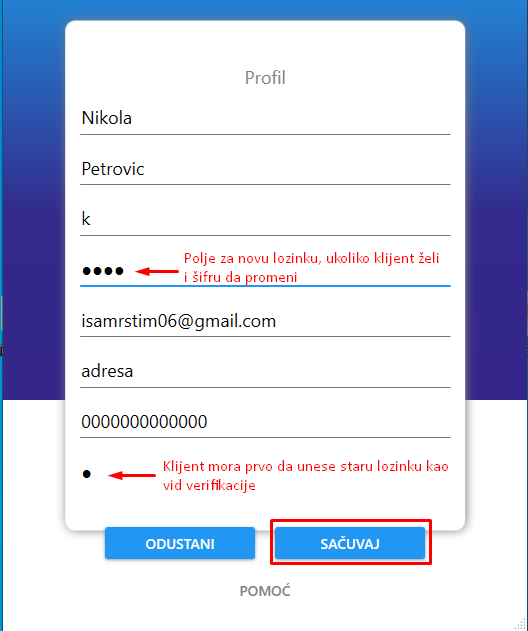 Profil
Nikola
Petrovic
k
●●●●
Polje za novu lozinku, ukoliko klijent želi
i šifru da promeni
isamrstim06@gmail.com
adresa
0000000000000
●
Klijent mora prvo da unese staru lozinku kao
vid verifikacije
ODUSTANI
SAČUVAJ
POMOĆ